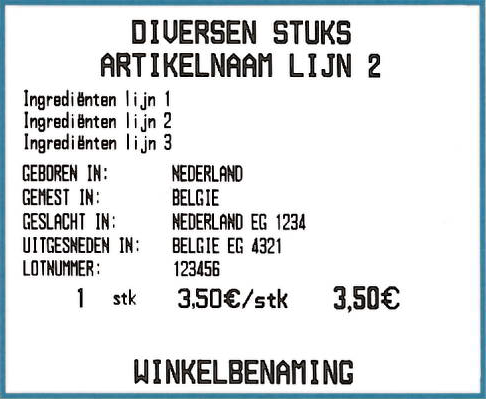 DIVERSEN STUKS
ARTIKELNAAM LIJN 2
Ingrediënten lijn 1
Ingrediënten lijn 2
Ingrediënten lijn 3
GEBOREN IN: NEDERLAND
GEMEST IN: BELGIE
GESLACHT IN: NEDERLAND EG 1234
UITGESNEDEN IN: BELGIE EG 4321
LOTNUMMER: 123456
1 stk 3,50€/stk 3,50€
WINKELBENAMING